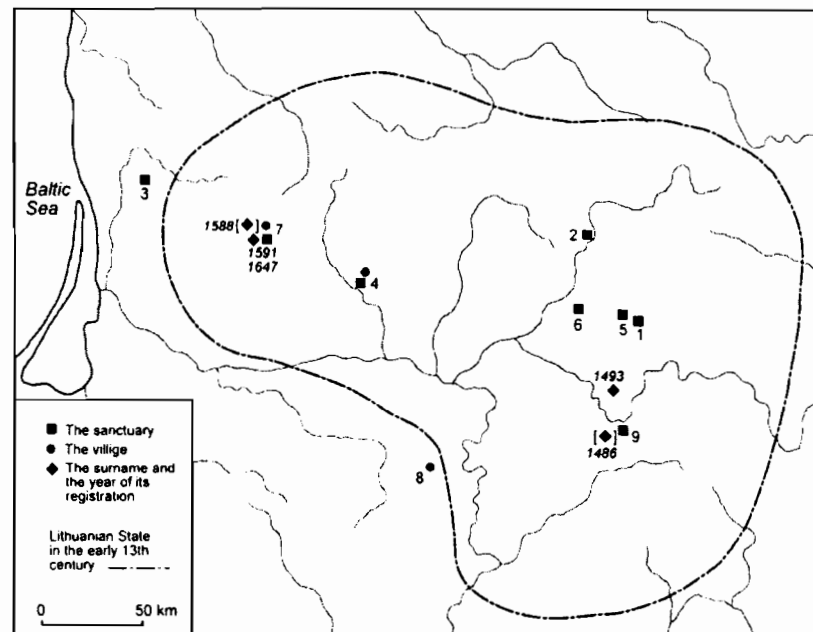 Baltic
Sea
3
1588[ ]
7
1591
1647
4
2
6
5
1
1493
[ ]
9
1486
8
The sanctuary
The villige
The surname and
the year of its
registration
Lithuanian State
in the early 13th
century
0
50 km